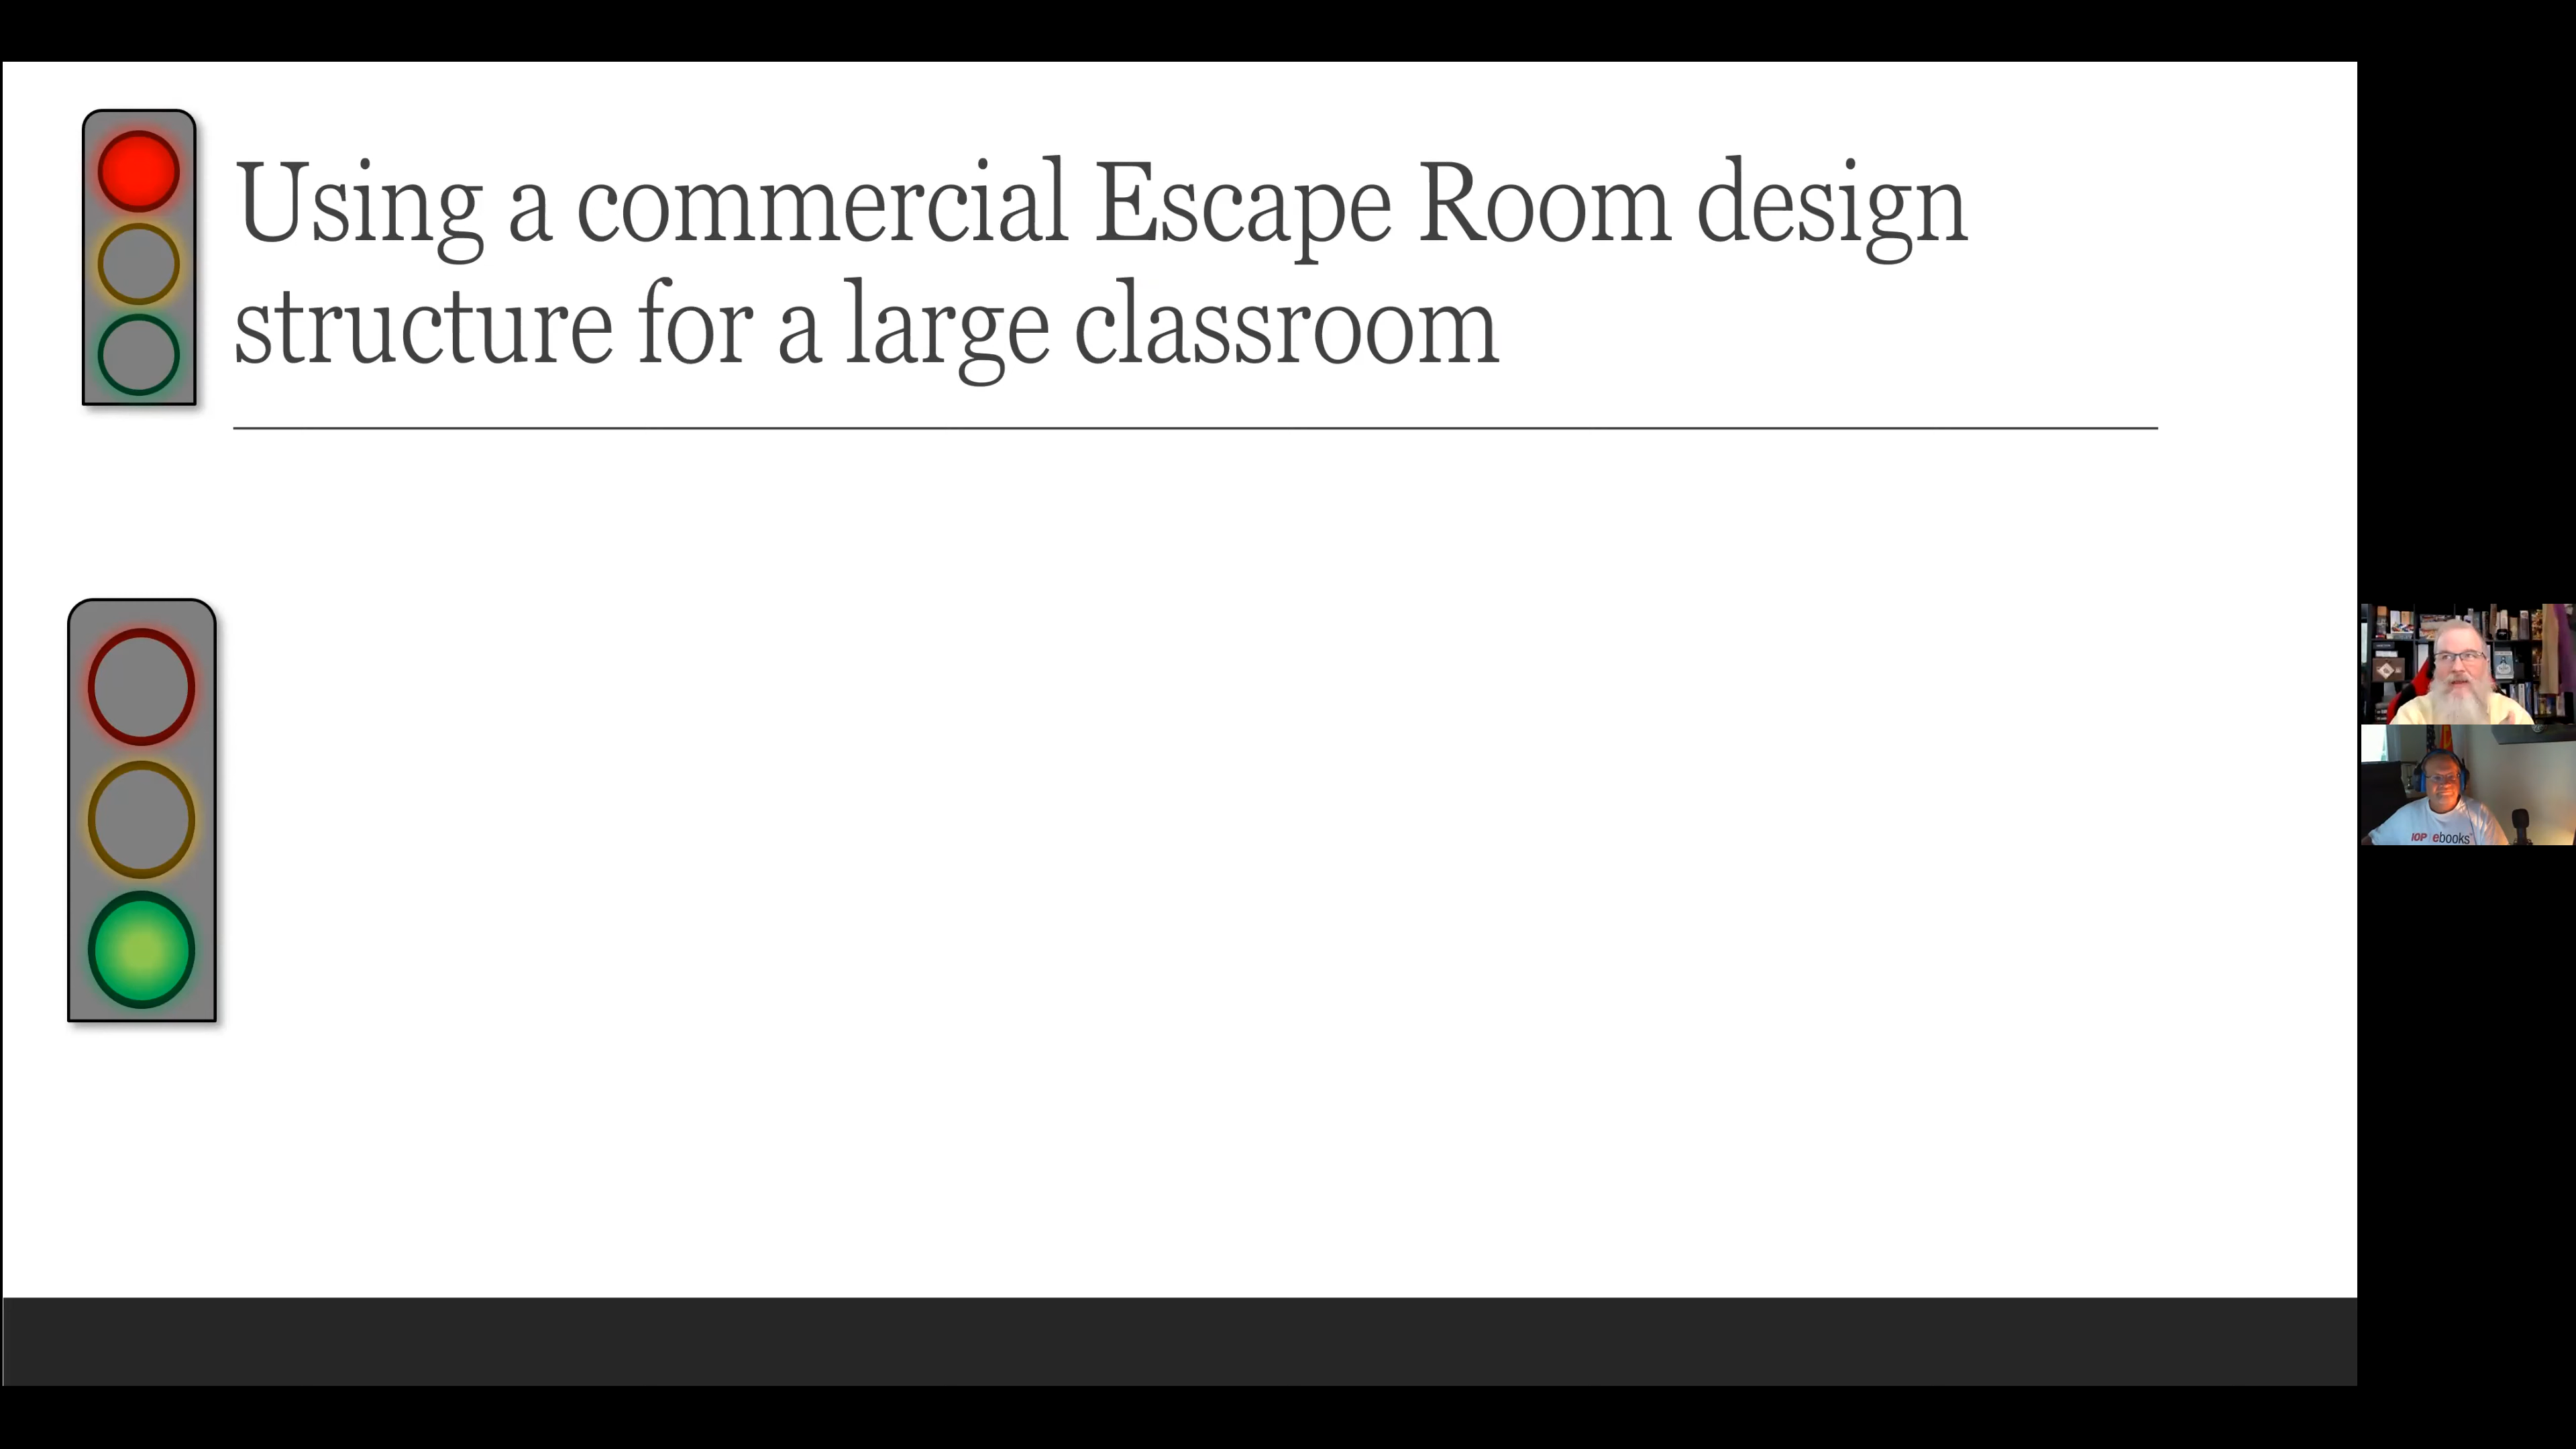 Using a commercial Escape Room design
structure for a large classroom
IOP ebooks